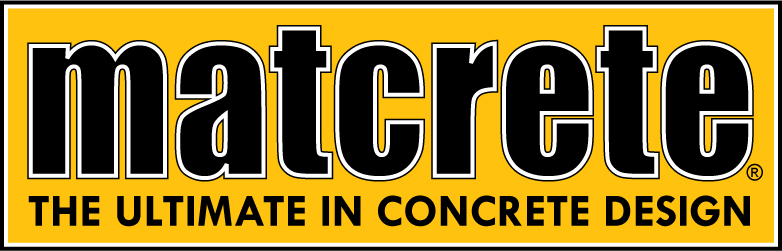 matcrete®
THE ULTIMATE IN CONCRETE DESIGN